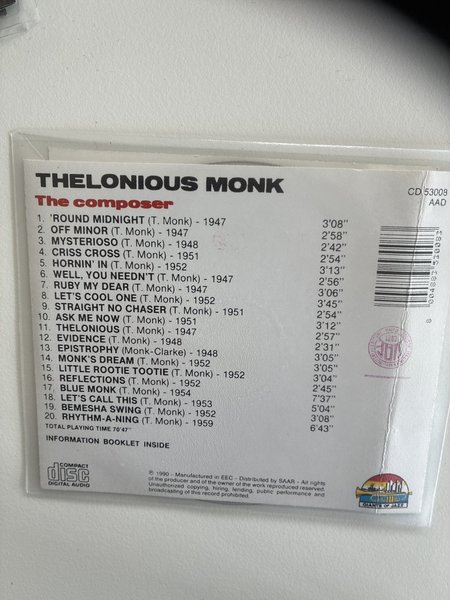 THELONIOUS MONK
The composer
CD 53008
AAD
1. 'ROUND MIDNIGHT (T. Monk) - 1947 3'08"
2. OFF MINOR (T. Monk) - 1947 2'58"
3. MYSTERIOSO (T. Monk) - 1948 2'42"
4. CRISS CROSS (T. Monk) - 1951 2'54"
5. HORNIN' IN (T. Monk) - 1952 3'13"
6. WELL, YOU NEEDN'T (T. Monk) - 1947 2'56"
7. RUBY MY DEAR (T. Monk) - 1947 3'06"
8. LET'S COOL ONE (T. Monk) - 1952 3'45"
9. STRAIGHT NO CHASER (T. Monk) - 1951 2'54"
10. ASK ME NOW (T. Monk) - 1951 3'12"
11. THELONIOUS (T. Monk) - 1947 2'57"
12. EVIDENCE (T. Monk) - 1948 2'31"
13. EPISTROPHY (Monk-Clarke) - 1948 3'05"
14. MONK'S DREAM (T. Monk) - 1952 3'05"
15. LITTLE ROOTIE TOOTIE (T. Monk) - 1952 3'04"
16. REFLECTIONS (T. Monk) - 1952 2'45"
17. BLUE MONK (T. Monk) - 1954 7'37"
18. LET'S CALL THIS (T. Monk) - 1953 5'04"
19. BEMESHA SWING (T. Monk) - 1952 3'08"
20. RHYTHM-A-NING (T. Monk) - 1959 6'43"
TOTAL PLAYING TIME 70'47"
INFORMATION BOOKLET INSIDE
COMPACT
disc
DIGITAL AUDIO
℗ 1990 - Manufactured in EEC - Distributed by SAAR - All rights
of the producer and of the owner of the work reproduced reserved.
Unauthorized copying, hiring, lending, public performance and
broadcasting of this record prohibited.
GIANTS OF JAZZ
8 004883 530083